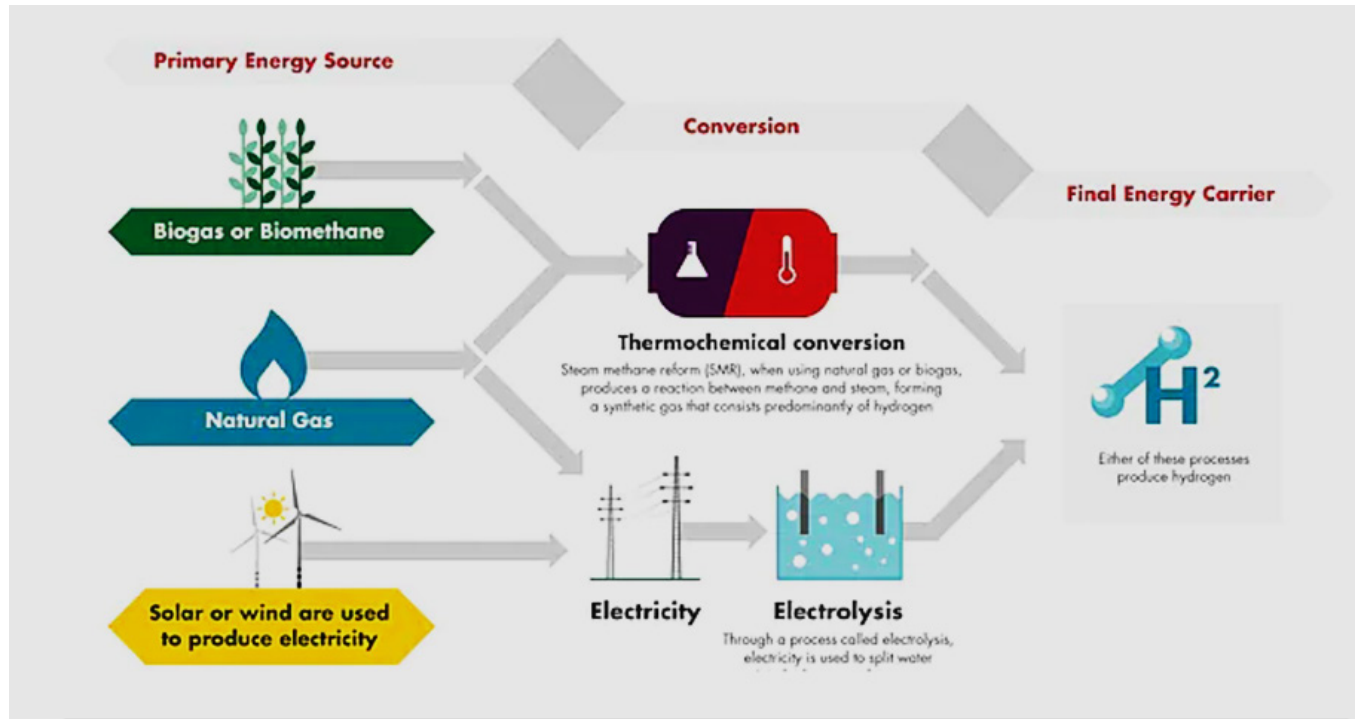 Primary Energy Source
Conversion
Final Energy Carrier
Biogas or Biomethane
Natural Gas
Solar or wind are used
to produce electricity
Thermochemical conversion
Steam methane reform (SMR), when using natural gas or biogas,
produces a reaction between methane and steam, forming
a synthetic gas that consists predominantly of hydrogen
Electricity
Electrolysis
Through a process called electrolysis,
electricity is used to split water
H²
Either of these processes
produce hydrogen